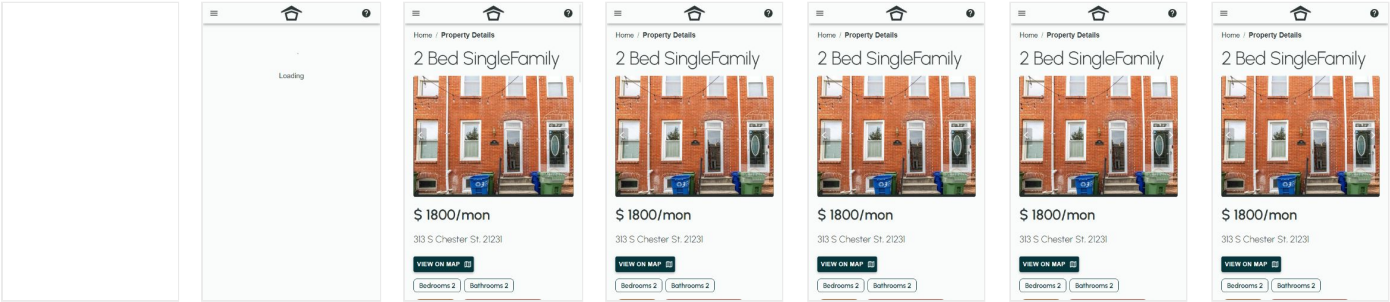 Loading
Home / Property Details
2 Bed SingleFamily
$ 1800/mon
313 S Chester St. 21231
VIEW ON MAP
Bedrooms 2 Bathrooms 2
Home / Property Details
2 Bed SingleFamily
$ 1800/mon
313 S Chester St. 21231
VIEW ON MAP
Bedrooms 2 Bathrooms 2
Home / Property Details
2 Bed SingleFamily
$ 1800/mon
313 S Chester St. 21231
VIEW ON MAP
Bedrooms 2 Bathrooms 2
Home / Property Details
2 Bed SingleFamily
$ 1800/mon
313 S Chester St. 21231
VIEW ON MAP
Bedrooms 2 Bathrooms 2
Home / Property Details
2 Bed SingleFamily
$ 1800/mon
313 S Chester St. 21231
VIEW ON MAP
Bedrooms 2 Bathrooms 2